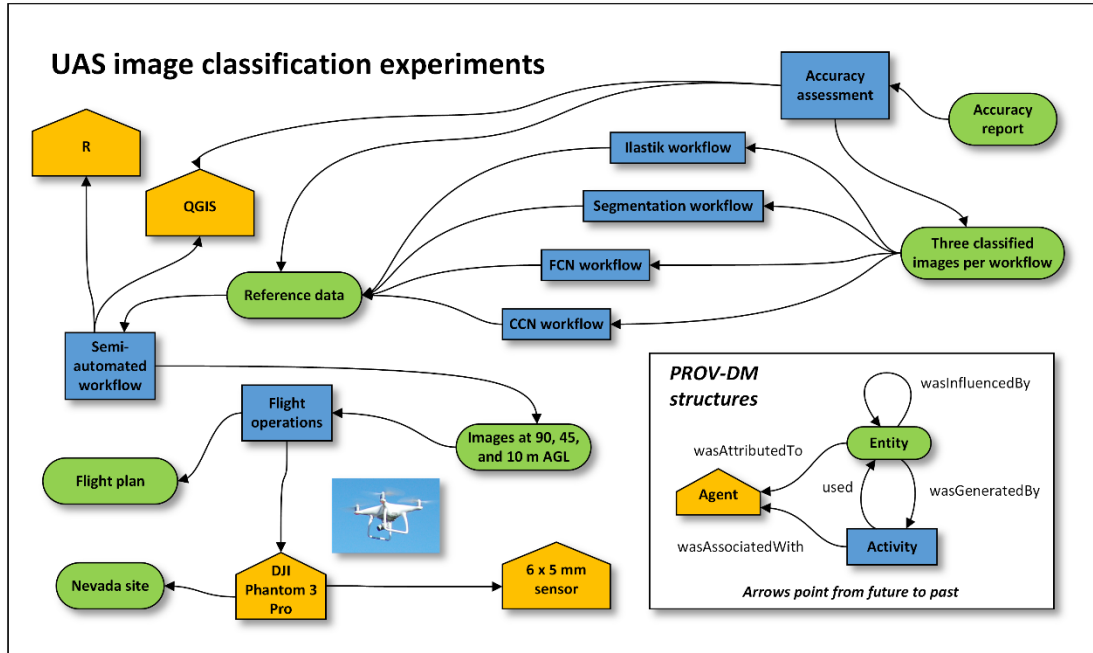 UAS image classification experiments
Accuracy
assessment
Accuracy
report
R
QGIS
Ilastik workflow
Segmentation workflow
FCN workflow
CCN workflow
Three classified
images per workflow
Reference data
Semi-
automated
workflow
Flight
operations
Images at 90, 45,
and 10 m AGL
Flight plan
Nevada site
DJI
Phantom 3
Pro
6 x 5 mm
sensor
PROV-DM
structures
wasInfluencedBy
Entity
wasAttributedTo
Agent
used
wasGeneratedBy
wasAssociatedWith
Activity
Arrows point from future to past